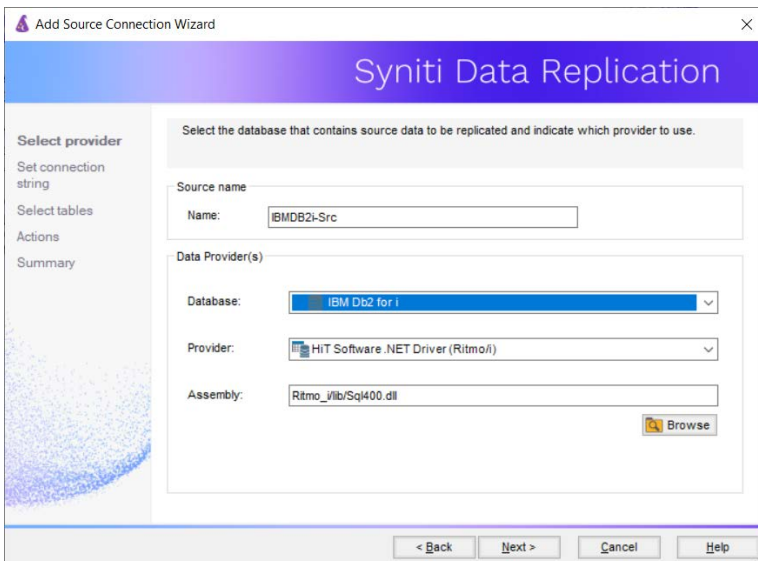 Add Source Connection Wizard
Syniti Data Replication
Select provider
Set connection
string
Select tables
Actions
Summary
Select the database that contains source data to be replicated and indicate which provider to use.
Source name
Name:
IBMDB2i-Src
Data Provider(s)
Database:
IBM Db2 for i
Provider:
HiT Software .NET Driver (Ritmo/i)
Assembly:
Ritmo_i/lib/Sql400.dll
Browse
< Back
Next >
Cancel
Help